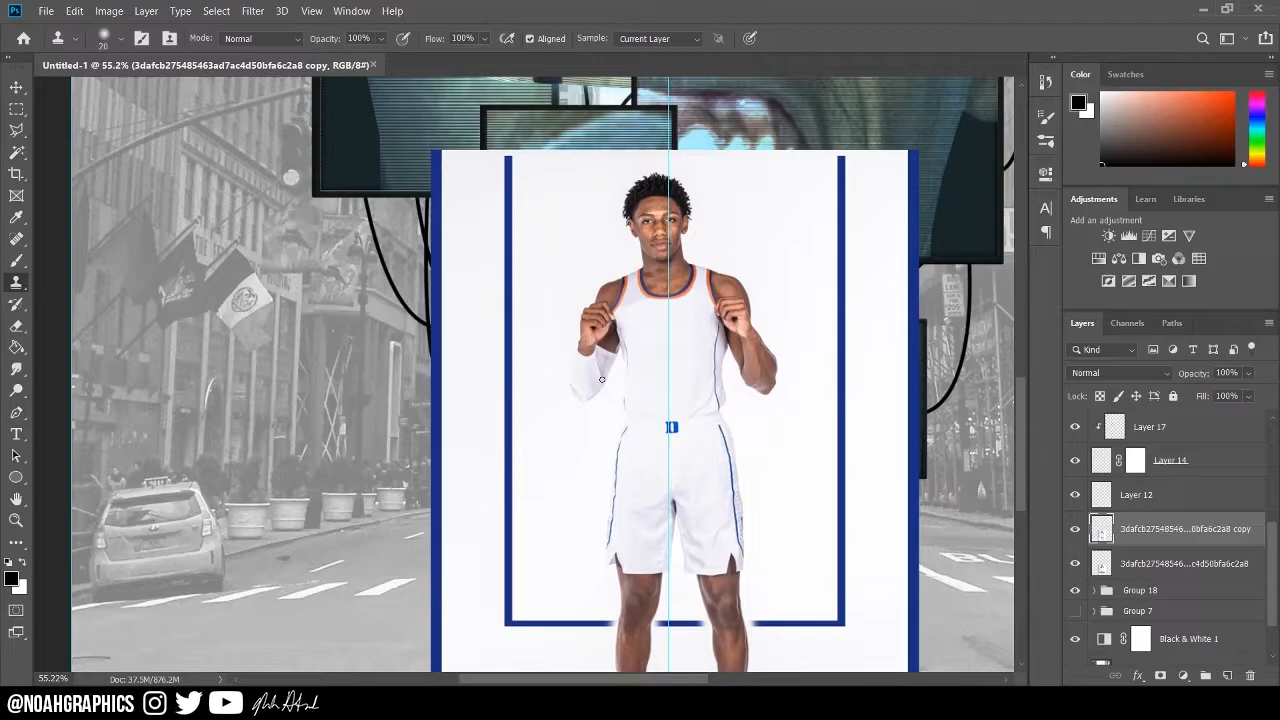 File Edit Image Layer Type Select Filter 3D View Window Help
20 Mode: Normal Opacity: 100% Flow: 100% Aligned Sample: Current Layer
Untitled-1 @ 55.2% (3dafcb275485463ad7ac4d50bfa6c2a8 copy, RGB/8#)
Color Swatches
Adjustments Learn Libraries
Add an adjustment
Layers Channels Paths
Kind
Normal Opacity: 100%
Lock: Fill: 100%
Layer 17
Layer 14
Layer 12
3dafcb27548546...0bfa6c2a8 copy
3dafcb27548546...c4d50bfa6c2a8
Group 18
Group 7
Black & White 1
TAXI
LANE
BU
D
55.22% Doc: 37.5M/876.2M
@NOAHGRAPHICS